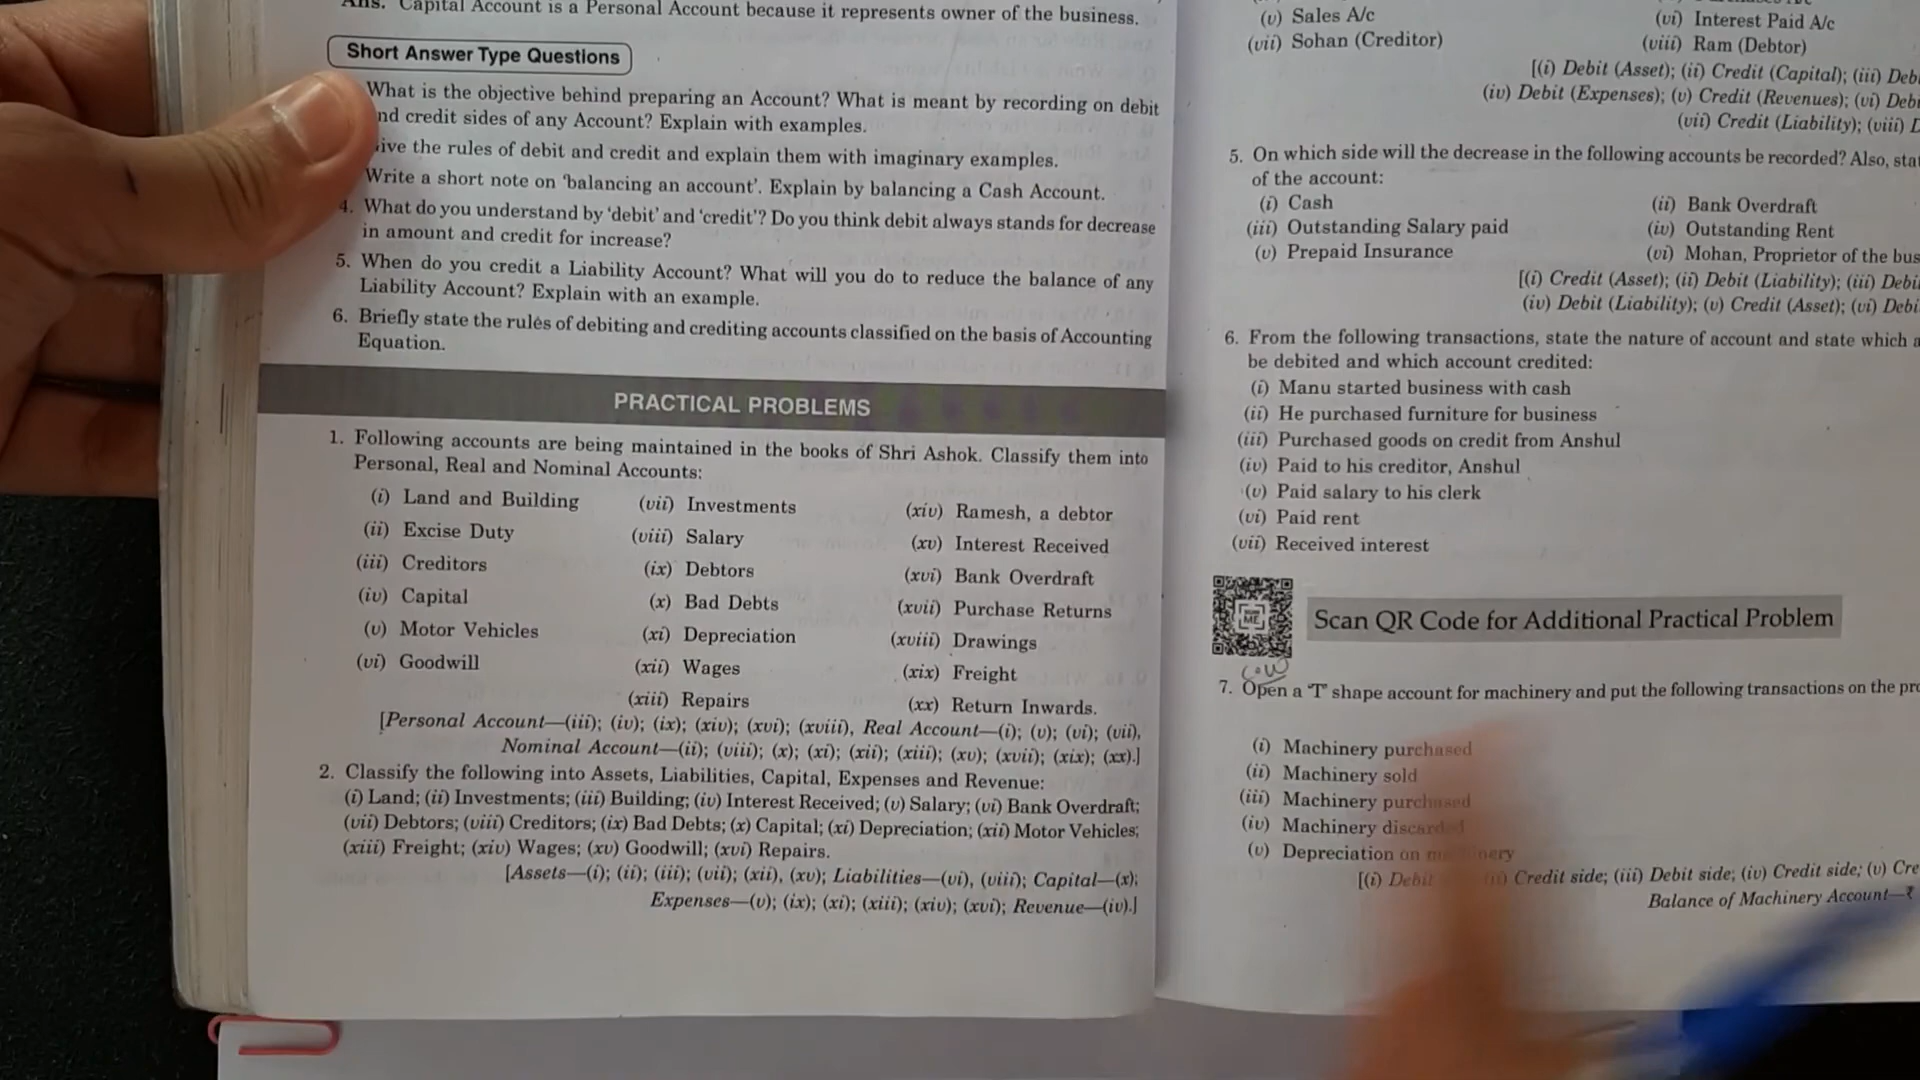 Ans. Capital Account is a Personal Account because it represents owner of the business.
Short Answer Type Questions
What is the objective behind preparing an Account? What is meant by recording on debit
nd credit sides of any Account? Explain with examples.
ive the rules of debit and credit and explain them with imaginary examples.
Write a short note on ‘balancing an account’. Explain by balancing a Cash Account.
4. What do you understand by ‘debit’ and ‘credit’? Do you think debit always stands for decrease
in amount and credit for increase?
5. When do you credit a Liability Account? What will you do to reduce the balance of any
Liability Account? Explain with an example.
6. Briefly state the rules of debiting and crediting accounts classified on the basis of Accounting
Equation.
PRACTICAL PROBLEMS
1. Following accounts are being maintained in the books of Shri Ashok. Classify them into
Personal, Real and Nominal Accounts:
(i) Land and Building (vii) Investments (xiv) Ramesh, a debtor
(ii) Excise Duty (viii) Salary (xv) Interest Received
(iii) Creditors (ix) Debtors (xvi) Bank Overdraft
(iv) Capital (x) Bad Debts (xvii) Purchase Returns
(v) Motor Vehicles (xi) Depreciation (xviii) Drawings
(vi) Goodwill (xii) Wages (xix) Freight
(xiii) Repairs (xx) Return Inwards.
[Personal Account—(iii); (iv); (ix); (xiv); (xvi); (xviii), Real Account—(i); (v); (vi); (vii),
Nominal Account—(ii); (viii); (x); (xi); (xii); (xiii); (xv); (xvii); (xix); (xx).]
2. Classify the following into Assets, Liabilities, Capital, Expenses and Revenue:
(i) Land; (ii) Investments; (iii) Building; (iv) Interest Received; (v) Salary; (vi) Bank Overdraft;
(vii) Debtors; (viii) Creditors; (ix) Bad Debts; (x) Capital; (xi) Depreciation; (xii) Motor Vehicles;
(xiii) Freight; (xiv) Wages; (xv) Goodwill; (xvi) Repairs.
[Assets—(i); (ii); (iii); (vii); (xii), (xv); Liabilities—(vi), (viii); Capital—(x);
Expenses—(v); (ix); (xi); (xiii); (xiv); (xvi); Revenue—(iv).]
(v) Sales A/c (vi) Interest Paid A/c
(vii) Sohan (Creditor) (viii) Ram (Debtor)
[(i) Debit (Asset); (ii) Credit (Capital); (iii) Deb
(iv) Debit (Expenses); (v) Credit (Revenues); (vi) Deb
(vii) Credit (Liability); (viii) D
5. On which side will the decrease in the following accounts be recorded? Also, sta
of the account:
(i) Cash (ii) Bank Overdraft
(iii) Outstanding Salary paid (iv) Outstanding Rent
(v) Prepaid Insurance (vi) Mohan, Proprietor of the bus
[(i) Credit (Asset); (ii) Debit (Liability); (iii) Debi
(iv) Debit (Liability); (v) Credit (Asset); (vi) Debi
6. From the following transactions, state the nature of account and state which a
be debited and which account credited:
(i) Manu started business with cash
(ii) He purchased furniture for business
(iii) Purchased goods on credit from Anshul
(iv) Paid to his creditor, Anshul
(v) Paid salary to his clerk
(vi) Paid rent
(vii) Received interest
Scan QR Code for Additional Practical Problem
7. Open a ‘T’ shape account for machinery and put the following transactions on the pro
(i) Machinery purchased
(ii) Machinery sold
(iii) Machinery purchased
(iv) Machinery discarded
(v) Depreciation on machinery
[(i) Debit Credit side; (iii) Debit side; (iv) Credit side; (v) Cre
Balance of Machinery Account—₹